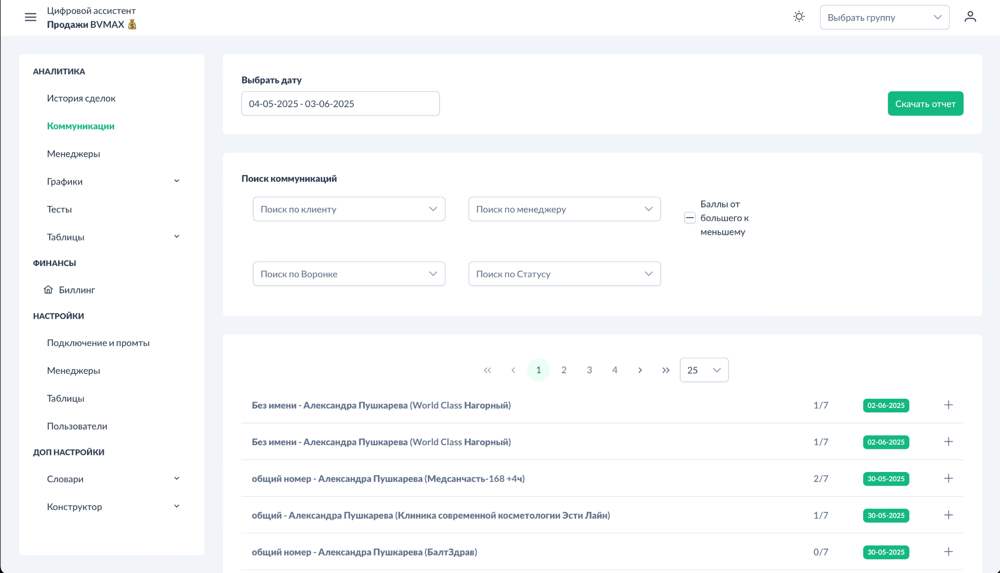 Цифровой ассистент
Продажи BVMAX
Выбрать группу
АНАЛИТИКА
История сделок
Коммуникации
Менеджеры
Графики
Тесты
Таблицы
ФИНАНСЫ
Биллинг
НАСТРОЙКИ
Подключение и промты
Менеджеры
Таблицы
Пользователи
ДОП НАСТРОЙКИ
Словари
Конструктор
Выбрать дату
04-05-2025 - 03-06-2025
Скачать отчет
Поиск коммуникаций
Поиск по клиенту
Поиск по менеджеру
Баллы от
большего к
меньшему
Поиск по Воронке
Поиск по Статусу
« ‹ 1 2 3 4 › » 25
Без имени - Александра Пушкарева (World Class Нагорный) 1/7 02-06-2025 +
Без имени - Александра Пушкарева (World Class Нагорный) 1/7 02-06-2025 +
общий номер - Александра Пушкарева (Медсанчасть-168 +4ч) 2/7 30-05-2025 +
общий - Александра Пушкарева (Клиника современной косметологии Эсти Лайн) 1/7 30-05-2025 +
общий номер - Александра Пушкарева (БалтЗдрав) 0/7 30-05-2025 +